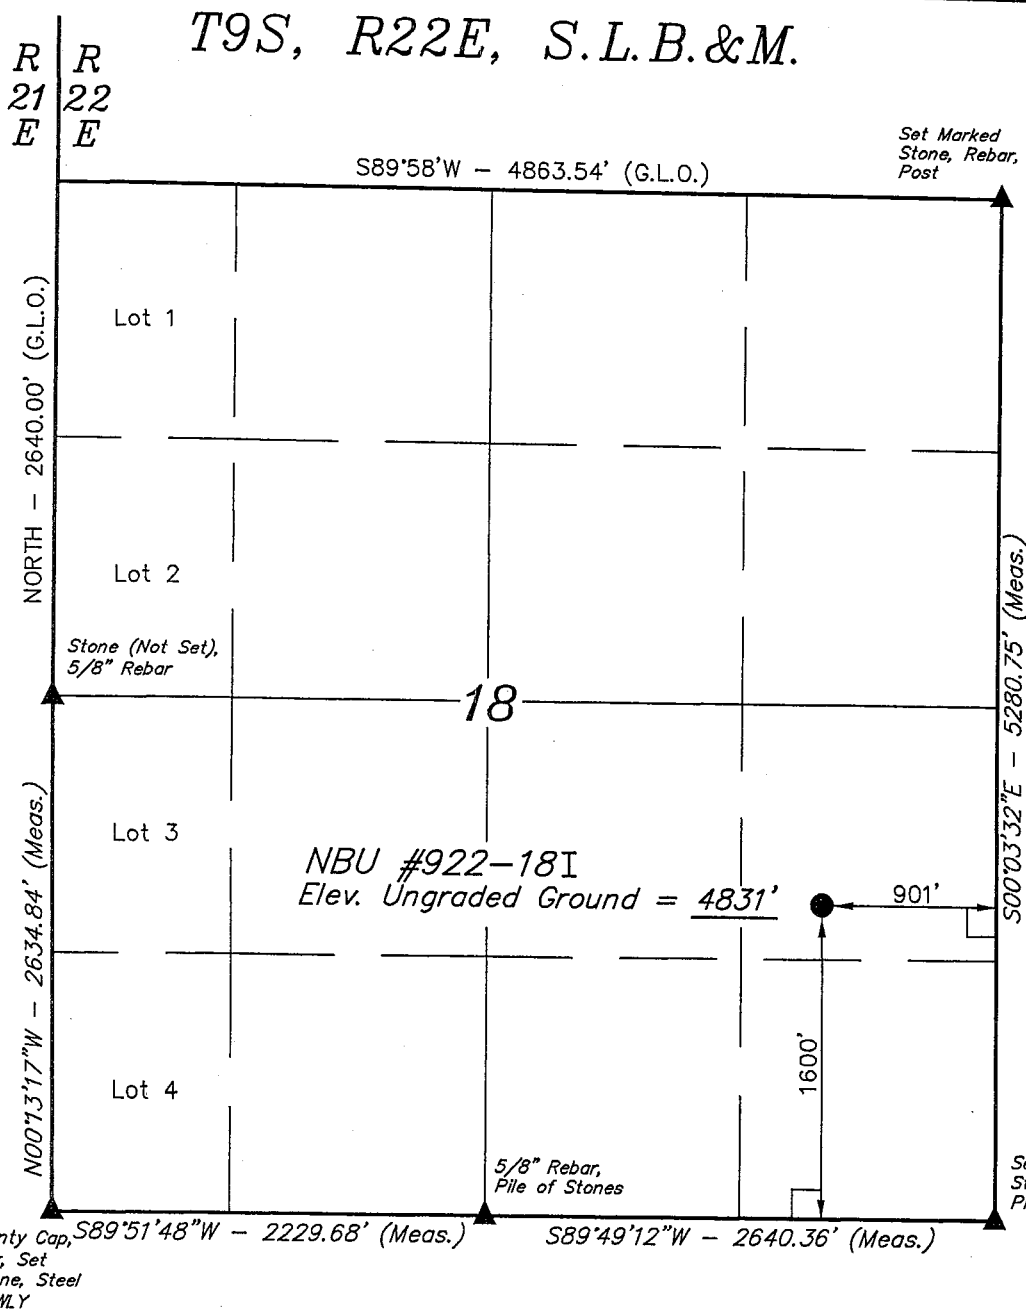 T9S, R22E, S.L.B.&M.
R R
21 22
E E
Set Marked
Stone, Rebar,
Post
S89°58'W – 4863.54' (G.L.O.)
NORTH – 2640.00' (G.L.O.)
Lot 1
Lot 2
Stone (Not Set),
5/8" Rebar
18
S00°03'32"E – 5280.75' (Meas.)
N00°13'17"W – 2634.84' (Meas.)
Lot 3
NBU #922–18I
Elev. Ungraded Ground = 4831'
901'
1600'
Lot 4
5/8" Rebar,
Pile of Stones
S89°51'48"W – 2229.68' (Meas.)
S89°49'12"W – 2640.36' (Meas.)
Cap,
Set
Steel